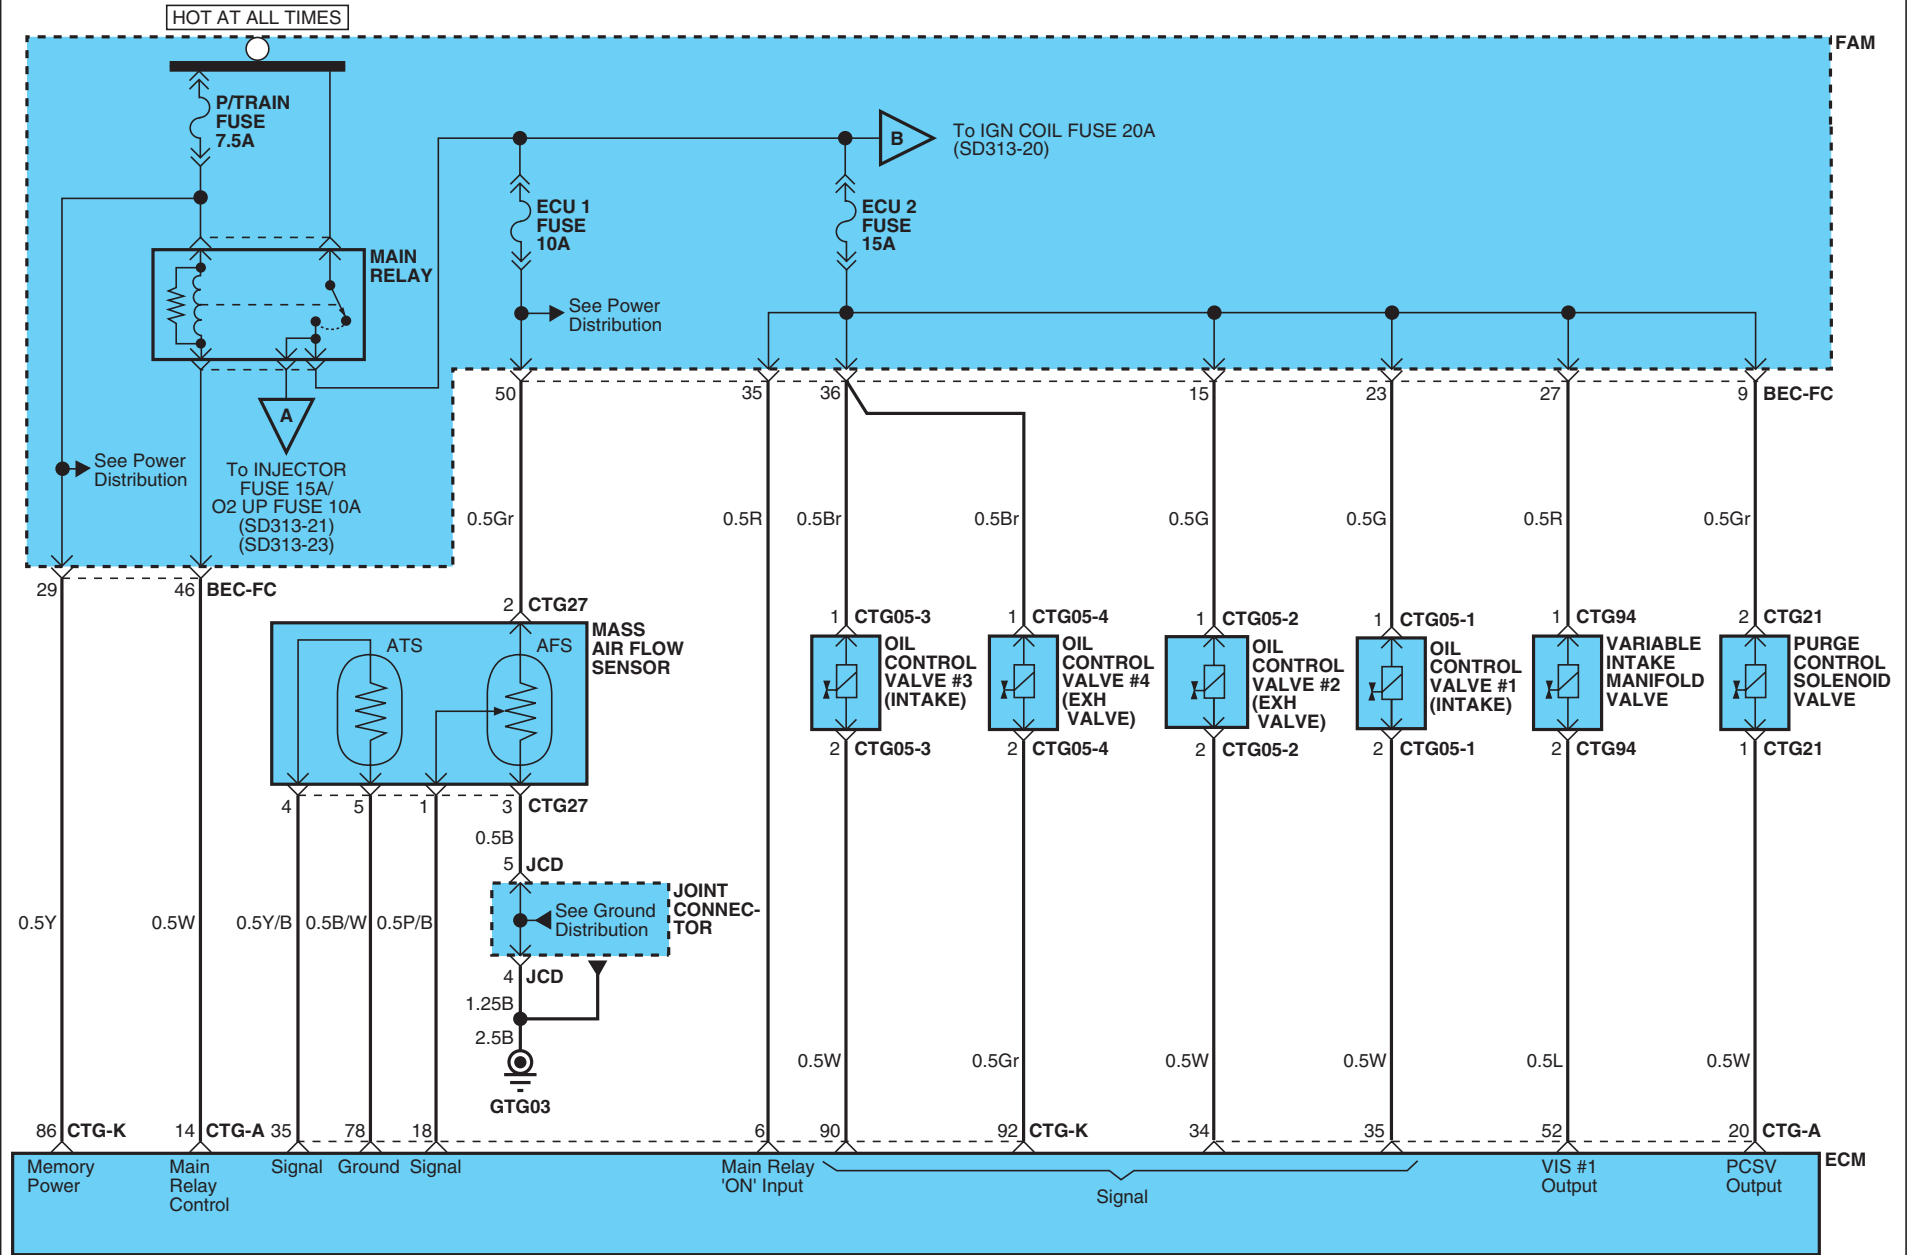 HOT AT ALL TIMES
FAM
P/TRAIN
FUSE
7.5A
B
To IGN COIL FUSE 20A
(SD313-20)
ECU 1
FUSE
10A
ECU 2
FUSE
15A
MAIN
RELAY
See Power
Distribution
A
To INJECTOR
FUSE 15A/
O2 UP FUSE 10A
(SD313-21)
(SD313-23)
See Power
Distribution
50
35
36
15
23
27
9
BEC-FC
0.5Gr
0.5R
0.5Br
0.5Br
0.5G
0.5G
0.5R
0.5Gr
29
46
BEC-FC
2
CTG27
MASS
AIR FLOW
SENSOR
ATS
AFS
1
CTG05-3
OIL
CONTROL
VALVE #3
(INTAKE)
1
CTG05-4
OIL
CONTROL
VALVE #4
(EXH
VALVE)
1
CTG05-2
OIL
CONTROL
VALVE #2
(EXH
VALVE)
1
CTG05-1
OIL
CONTROL
VALVE #1
(INTAKE)
1
CTG94
VARIABLE
INTAKE
MANIFOLD
VALVE
2
CTG21
PURGE
CONTROL
SOLENOID
VALVE
2
CTG05-3
2
CTG05-4
2
CTG05-2
2
CTG05-1
2
CTG94
1
CTG21
4
5
1
3
CTG27
0.5B
5
JCD
JOINT
CONNEC-
TOR
See Ground
Distribution
4
JCD
1.25B
2.5B
GTG03
0.5Y
0.5W
0.5Y/B
0.5B/W
0.5P/B
0.5W
0.5Gr
0.5W
0.5W
0.5L
0.5W
86
CTG-K
14
CTG-A
35
78
18
6
90
92
CTG-K
34
35
52
20
CTG-A
ECM
Memory
Power
Main
Relay
Control
Signal
Ground
Signal
Main Relay
'ON' Input
Signal
VIS #1
Output
PCSV
Output